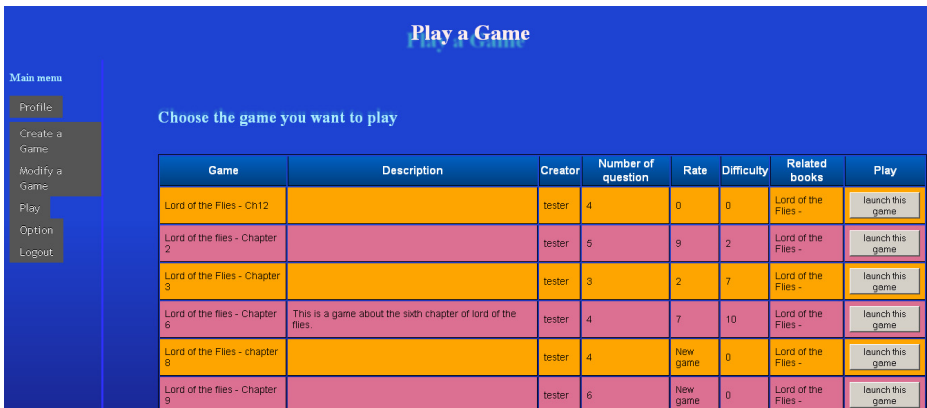 Play a Game
Main menu
Profile
Create a
Game
Modify a
Game
Play
Option
Logout
Choose the game you want to play
Game Description Creator Number of question Rate Difficulty Related books Play
Lord of the Flies - Ch12 tester 4 0 0 Lord of the Flies - launch this game
Lord of the flies - Chapter 2 tester 5 9 2 Lord of the Flies - launch this game
Lord of the Flies - Chapter 3 tester 3 2 7 Lord of the Flies - launch this game
Lord of the flies - Chapter 6 This is a game about the sixth chapter of lord of the flies. tester 4 7 10 Lord of the Flies - launch this game
Lord of the Flies - chapter 8 tester 4 New game 0 Lord of the Flies - launch this game
Lord of the flies - Chapter 9 tester 6 New game 0 Lord of the Flies - launch this game